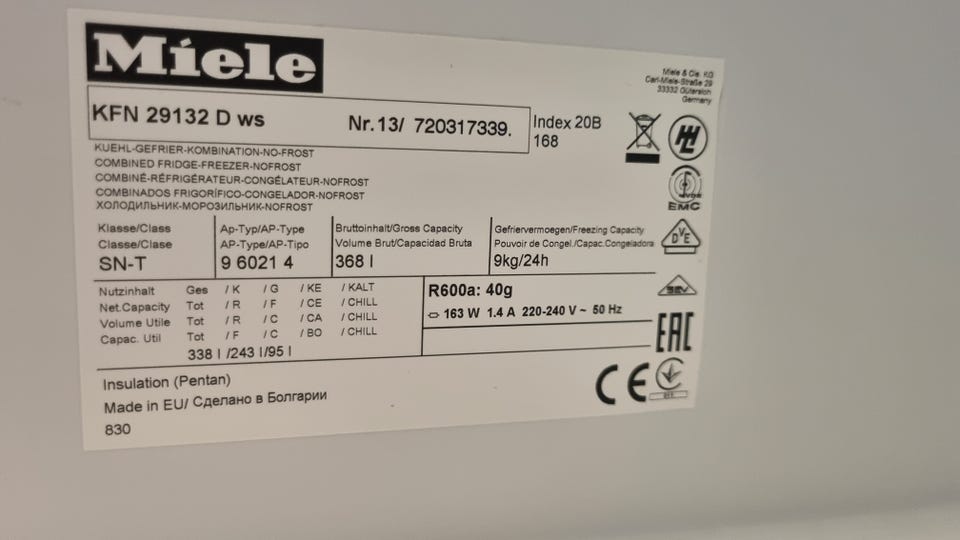 Miele
Miele & Cie. KG
Carl-Miele-Straße 29
33332 Gütersloh
Germany
KFN 29132 D ws Nr.13/ 720317339.
Index 20B
168
KUEHL-GEFRIER-KOMBINATION-NO-FROST
COMBINED FRIDGE-FREEZER-NOFROST
COMBINÉ-RÉFRIGÉRATEUR-CONGÉLATEUR-NOFROST
COMBINADOS FRIGORÍFICO-CONGELADOR-NOFROST
ХОЛОДИЛЬНИК-МОРОЗИЛЬНИК-NOFROST
EMC
Klasse/Class
Classe/Clase
SN-T
Ap-Typ/AP-Type
AP-Type/AP-Tipo
9 6021 4
Bruttoinhalt/Gross Capacity
Volume Brut/Capacidad Bruta
368 l
Gefriervermoegen/Freezing Capacity
Pouvoir de Congel./Capac.Congeladora
9kg/24h
DVE
Nutzinhalt Ges / K / G / KE / KALT
Net.Capacity Tot / R / F / CE / CHILL
Volume Utile Tot / R / C / CA / CHILL
Capac. Util Tot / F / C / BO / CHILL
338 l /243 l/95 l
R600a: 40g
163 W 1.4 A 220-240 V ~ 50 Hz
SEV
EAC
Insulation (Pentan)
Made in EU/ Сделано в Болгарии
830
CE